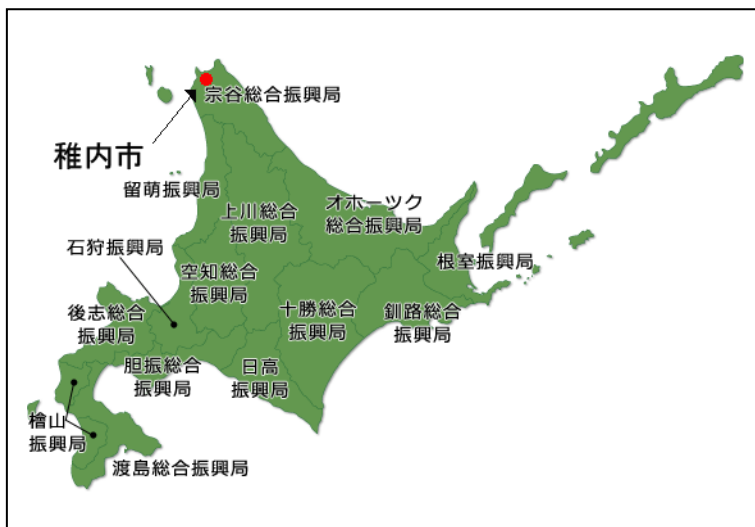 宗谷総合振興局
稚内市
留萌振興局
上川総合
振興局
オホーツク
総合振興局
石狩振興局
空知総合
振興局
根室振興局
後志総合
振興局
十勝総合
振興局
釧路総合
振興局
胆振総合
振興局
日高
振興局
檜山
振興局
渡島総合振興局